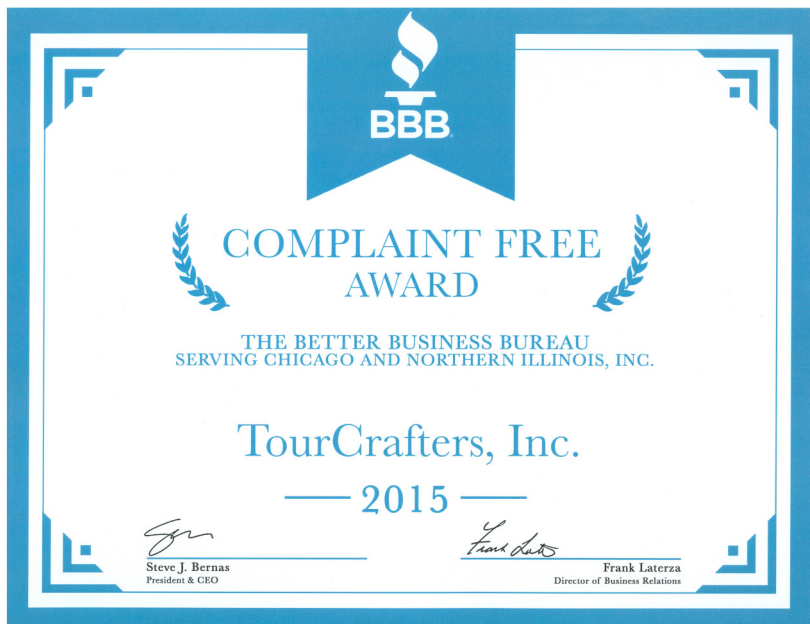 BBB
COMPLAINT FREE
AWARD
THE BETTER BUSINESS BUREAU
SERVING CHICAGO AND NORTHERN ILLINOIS, INC.
TourCrafters, Inc.
2015
Steve J. Bernas
President & CEO
Frank Laterza
Director of Business Relations